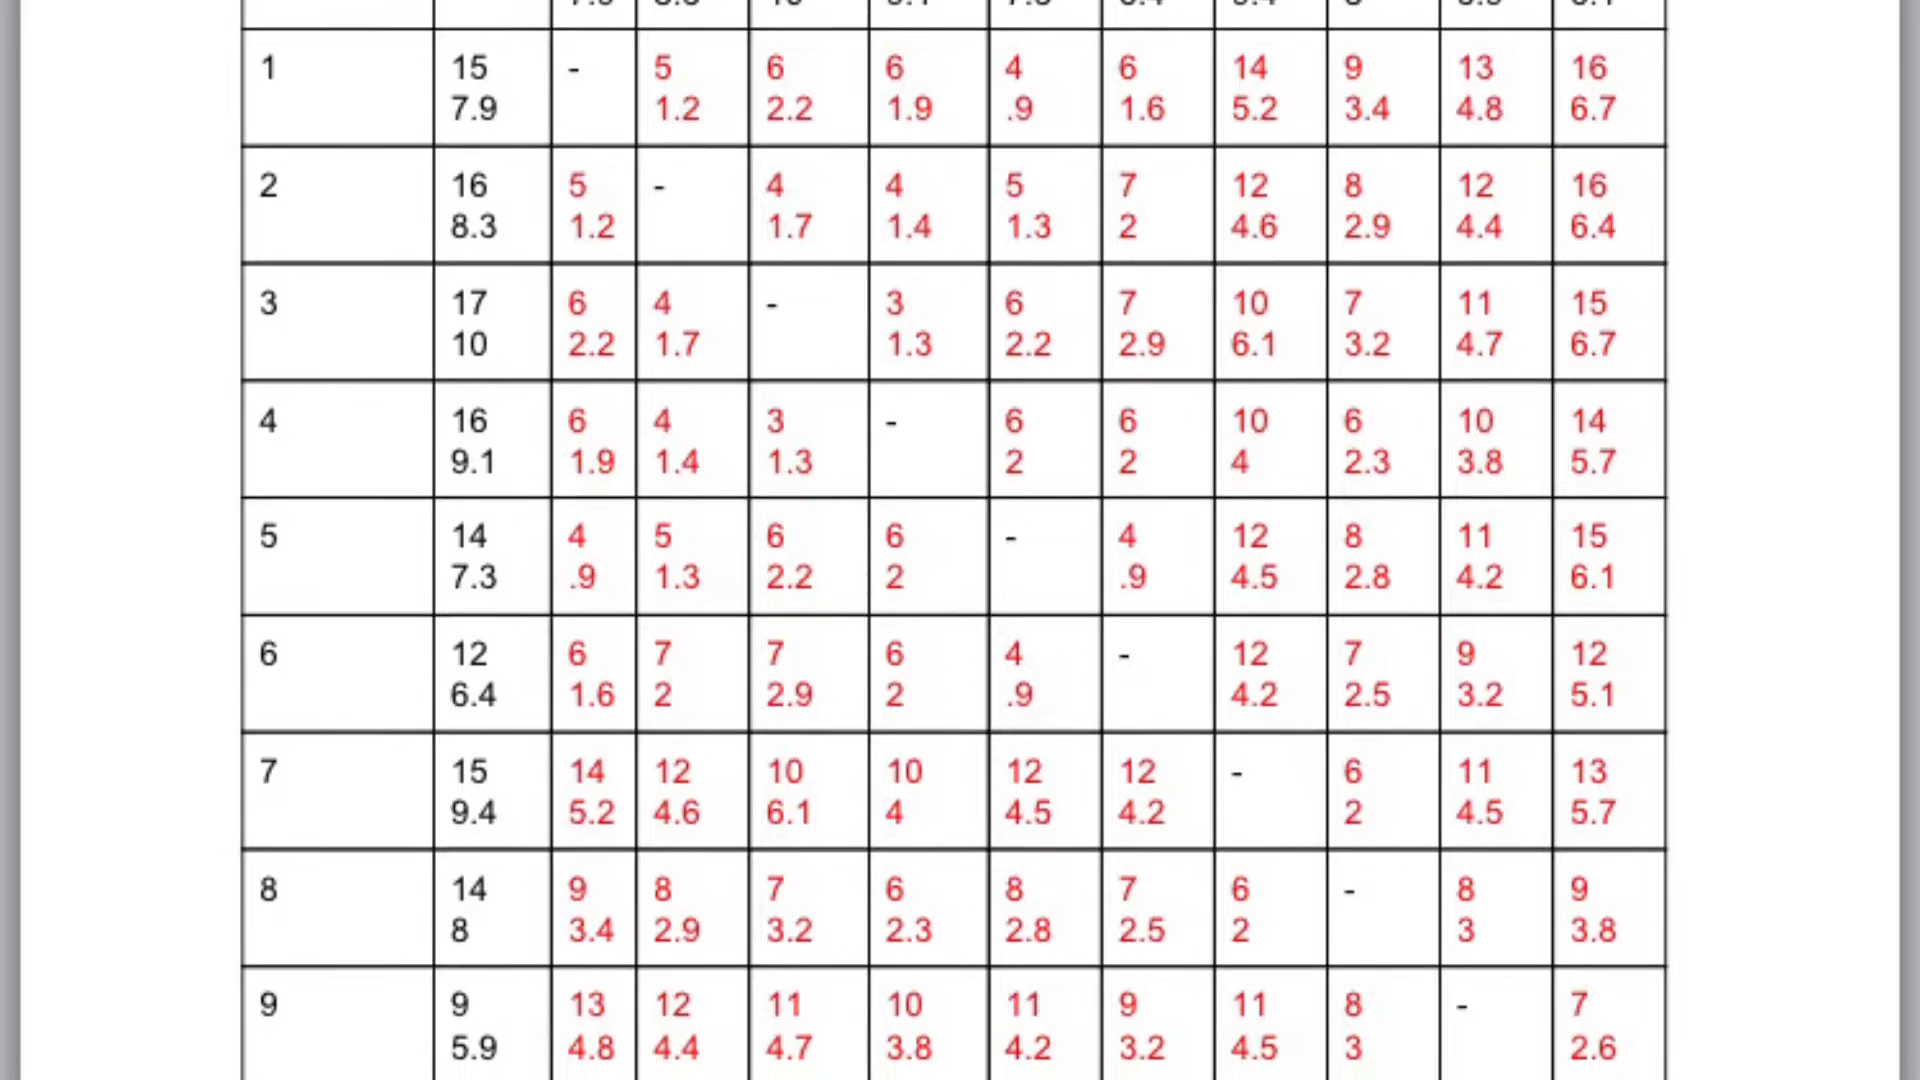 1 15 - 5 6 6 4 6 14 9 13 16
7.9 1.2 2.2 1.9 .9 1.6 5.2 3.4 4.8 6.7
2 16 5 - 4 4 5 7 12 8 12 16
8.3 1.2 1.7 1.4 1.3 2 4.6 2.9 4.4 6.4
3 17 6 4 - 3 6 7 10 7 11 15
10 2.2 1.7 1.3 2.2 2.9 6.1 3.2 4.7 6.7
4 16 6 4 3 - 6 6 10 6 10 14
9.1 1.9 1.4 1.3 2 2 4 2.3 3.8 5.7
5 14 4 5 6 6 - 4 12 8 11 15
7.3 .9 1.3 2.2 2 .9 4.5 2.8 4.2 6.1
6 12 6 7 7 6 4 - 12 7 9 12
6.4 1.6 2 2.9 2 .9 4.2 2.5 3.2 5.1
7 15 14 12 10 10 12 12 - 6 11 13
9.4 5.2 4.6 6.1 4 4.5 4.2 2 4.5 5.7
8 14 9 8 7 6 8 7 6 - 8 9
8 3.4 2.9 3.2 2.3 2.8 2.5 2 3 3.8
9 9 13 12 11 10 11 9 11 8 - 7
5.9 4.8 4.4 4.7 3.8 4.2 3.2 4.5 3 2.6